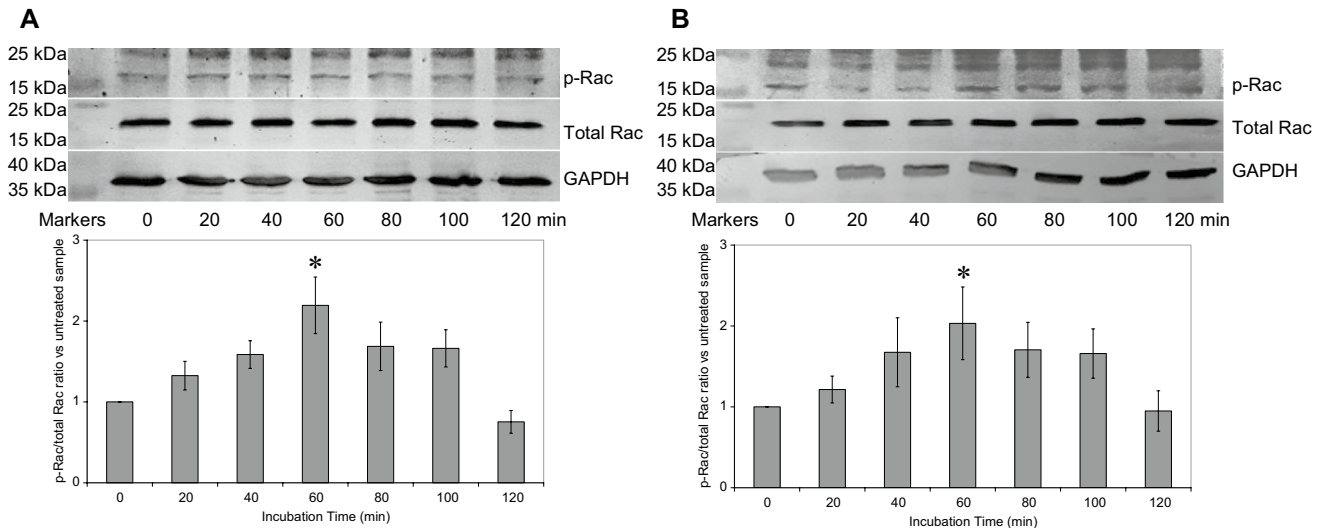 A
25 kDa
p-Rac
15 kDa
25 kDa
Total Rac
15 kDa
40 kDa
GAPDH
35 kDa
Markers 0 20 40 60 80 100 120 min
p-Rac/total Rac ratio vs untreated sample
3
2
1
0
*
0 20 40 60 80 100 120
Incubation Time (min)
B
25 kDa
p-Rac
15 kDa
25 kDa
Total Rac
15 kDa
40 kDa
GAPDH
35 kDa
Markers 0 20 40 60 80 100 120 min
p-Rac/total Rac ratio vs untreated sample
3
2
1
0
*
0 20 40 60 80 100 120
Incubation Time (min)